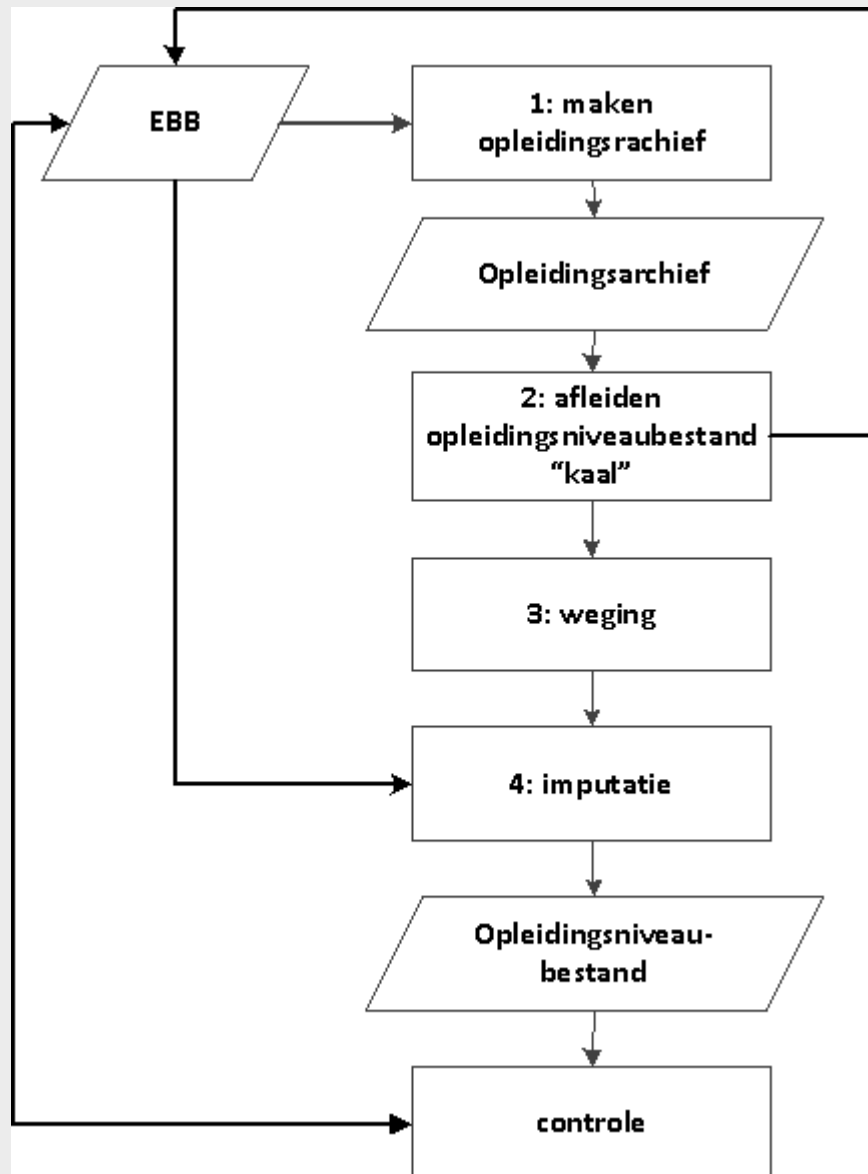 EBB
1: maken
opleidingsrachief
Opleidingsarchief
2: afleiden
opleidingsniveaubestand
“kaal”
3: weging
4: imputatie
Opleidingsniveau-
bestand
controle